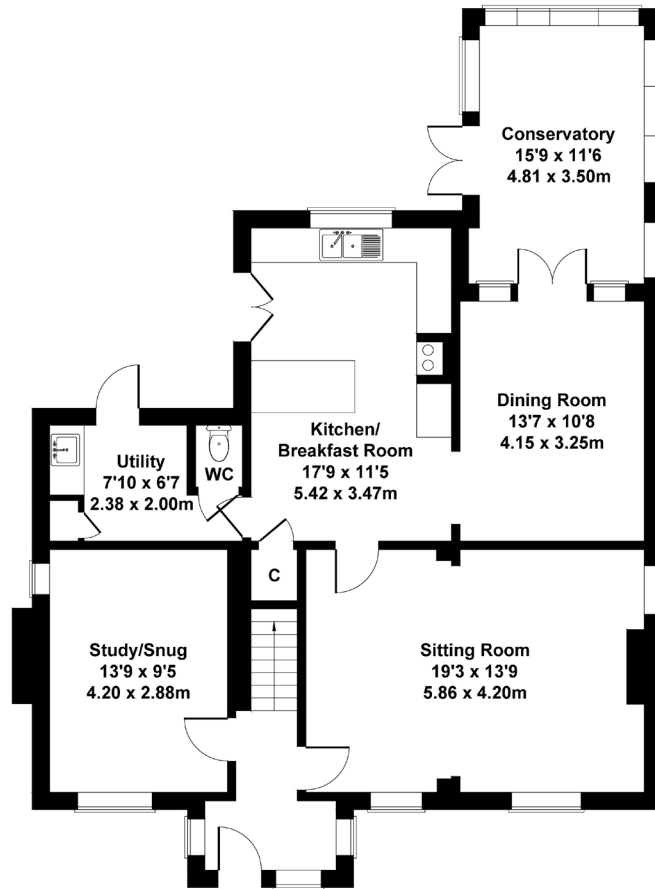 Conservatory
15'9 x 11'6
4.81 x 3.50m
Dining Room
13'7 x 10'8
4.15 x 3.25m
Kitchen/
Breakfast Room
17'9 x 11'5
5.42 x 3.47m
Utility
7'10 x 6'7
2.38 x 2.00m
WC
C
Study/Snug
13'9 x 9'5
4.20 x 2.88m
Sitting Room
19'3 x 13'9
5.86 x 4.20m